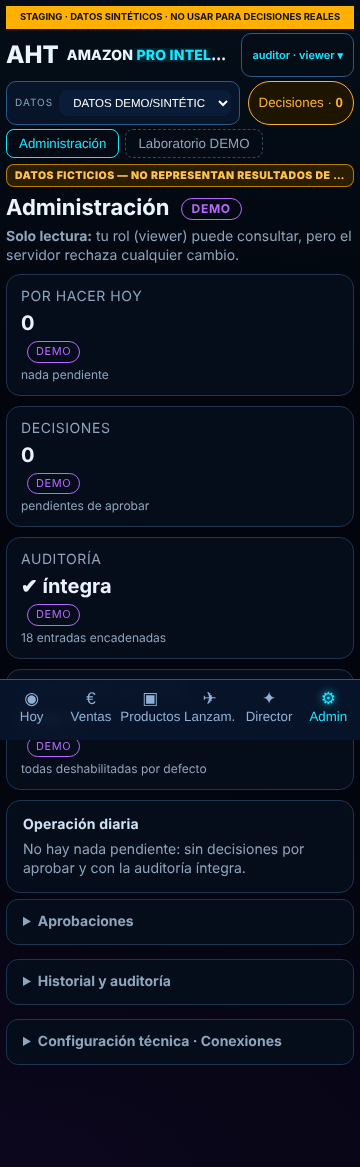 STAGING · DATOS SINTÉTICOS · NO USAR PARA DECISIONES REALES
AHT AMAZON PRO INTEL... auditor · viewer ▾
DATOS DATOS DEMO/SINTÉTIC Decisiones · 0
Administración Laboratorio DEMO
DATOS FICTICIOS — NO REPRESENTAN RESULTADOS DE ...
Administración DEMO
Solo lectura: tu rol (viewer) puede consultar, pero el
servidor rechaza cualquier cambio.
POR HACER HOY
0
DEMO
nada pendiente
DECISIONES
0
DEMO
pendientes de aprobar
AUDITORÍA
✔ íntegra
DEMO
18 entradas encadenadas
◉ € ▣ ✈ ✦ ⚙
Hoy Ventas Productos Lanzam. Director Admin
DEMO
todas deshabilitadas por defecto
Operación diaria
No hay nada pendiente: sin decisiones por
aprobar y con la auditoría íntegra.
▶ Aprobaciones
▶ Historial y auditoría
▶ Configuración técnica · Conexiones